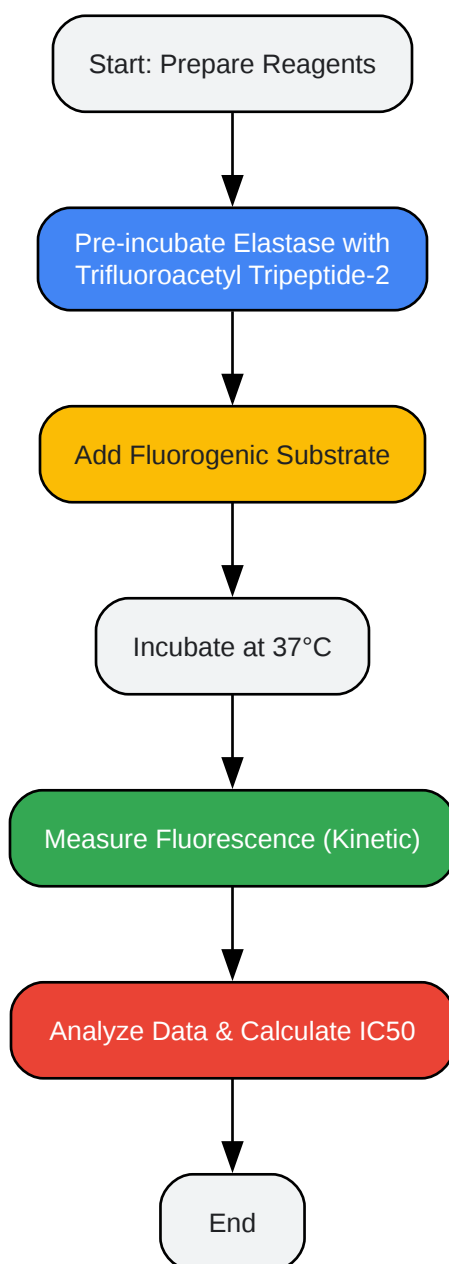 Start: Prepare Reagents
Pre-incubate Elastase with
Trifluoroacetyl Tripeptide-2
Add Fluorogenic Substrate
Incubate at 37°C
Measure Fluorescence (Kinetic)
Analyze Data & Calculate IC50
End